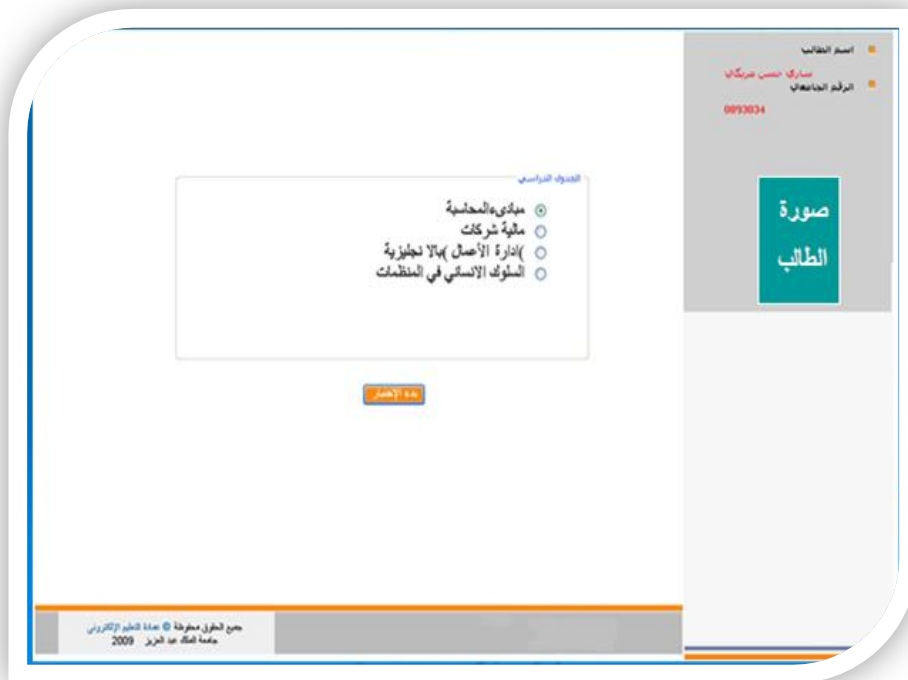 اسم الطالب
ساري حسن
الرقم الجامعي
0893034
صورة
الطالب
الجدول الدراسي
مبادىءالمحاسبة
مالية شركات
)ادارة الأعمال )بالا نجليزية
السلوك الانساني في المنظمات
بدء الإختبار
جميع الحقوق محفوظة © عمادة التعليم الإلكتروني
جامعة الملك عبد العزيز 2009